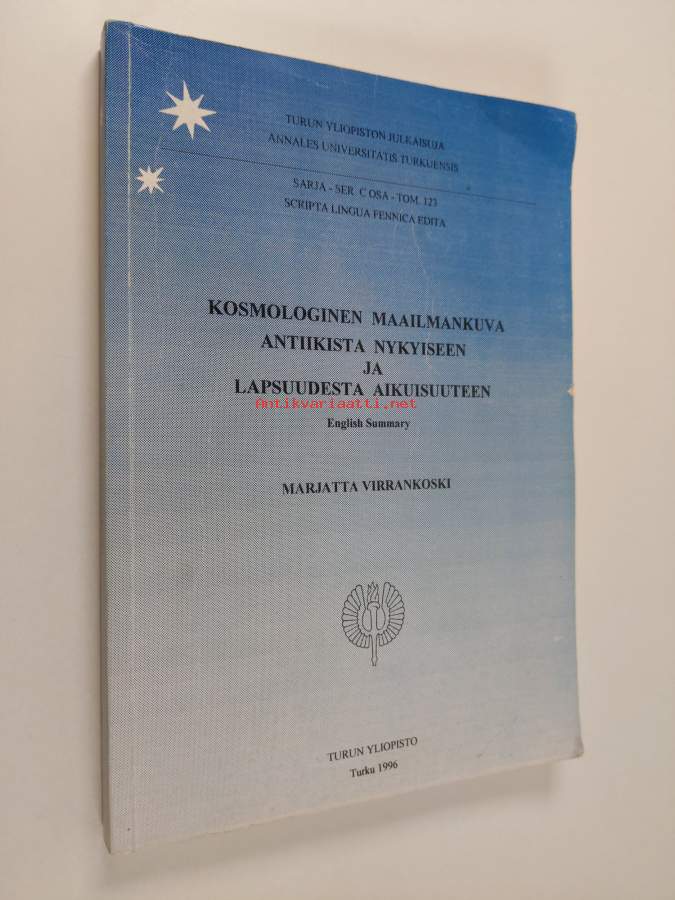 TURUN YLIOPISTON JULKAISUJA
ANNALES UNIVERSITATIS TURKUENSIS
SARJA - SER. C OSA - TOM. 123
SCRIPTA LINGUA FENNICA EDITA
KOSMOLOGINEN MAAILMANKUVA
ANTIIKISTA NYKYISEEN
JA
LAPSUUDESTA AIKUISUUTEEN
Antikvariaatti.net
English Summary
MARJATTA VIRRANKOSKI
TURUN YLIOPISTO
Turku 1996